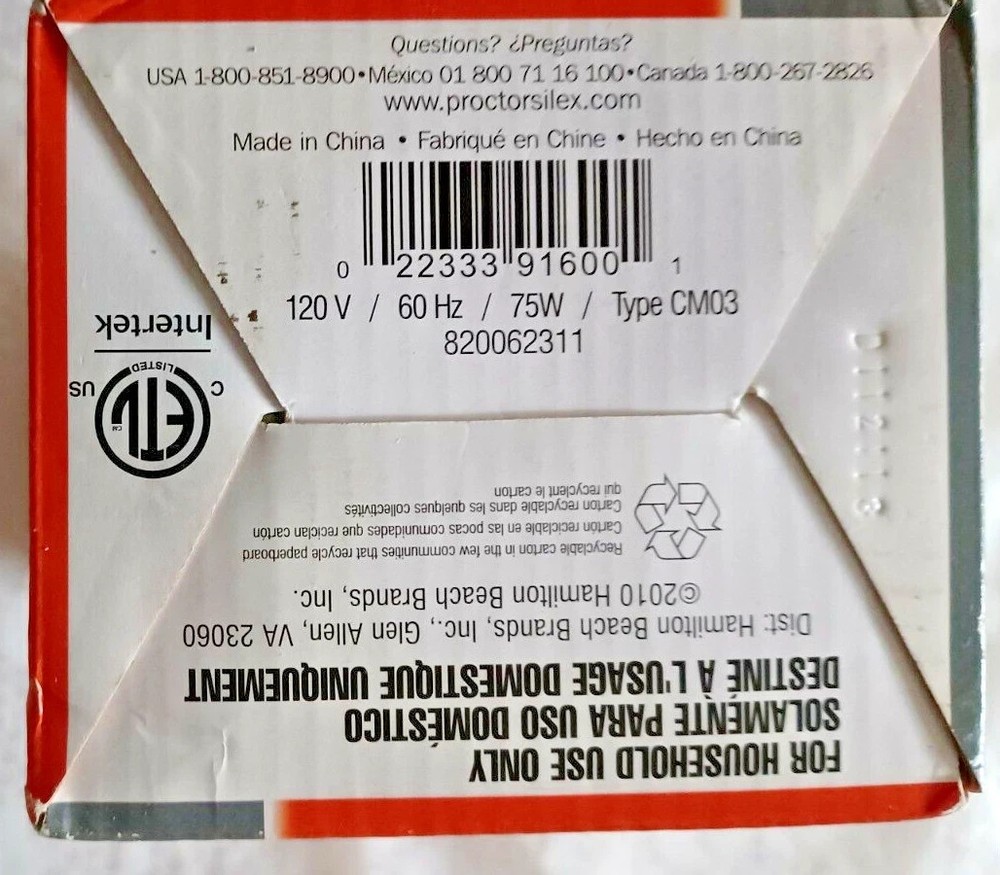 Questions? ¿Preguntas?
USA 1-800-851-8900•México 01 800 71 16 100•Canada 1-800-267-2826
www.proctorsilex.com
Made in China • Fabriqué en Chine • Hecho en China
0 22333 91600 1
120 V / 60 Hz / 75W / Type CM03
820062311
Intertek
C ETL CM US
LISTED
FOR HOUSEHOLD USE ONLY
SOLAMENTE PARA USO DOMÉSTICO
DESTINÉ À L'USAGE DOMESTIQUE UNIQUEMENT
Dist: Hamilton Beach Brands, Inc., Glen Allen, VA 23060
©2010 Hamilton Beach Brands, Inc.
Recyclable carton in the few communities that recycle paperboard
Cartón reciclable en las pocas comunidades que reciclan cartón
Carton recyclable dans les quelques collectivités
qui recyclent le carton